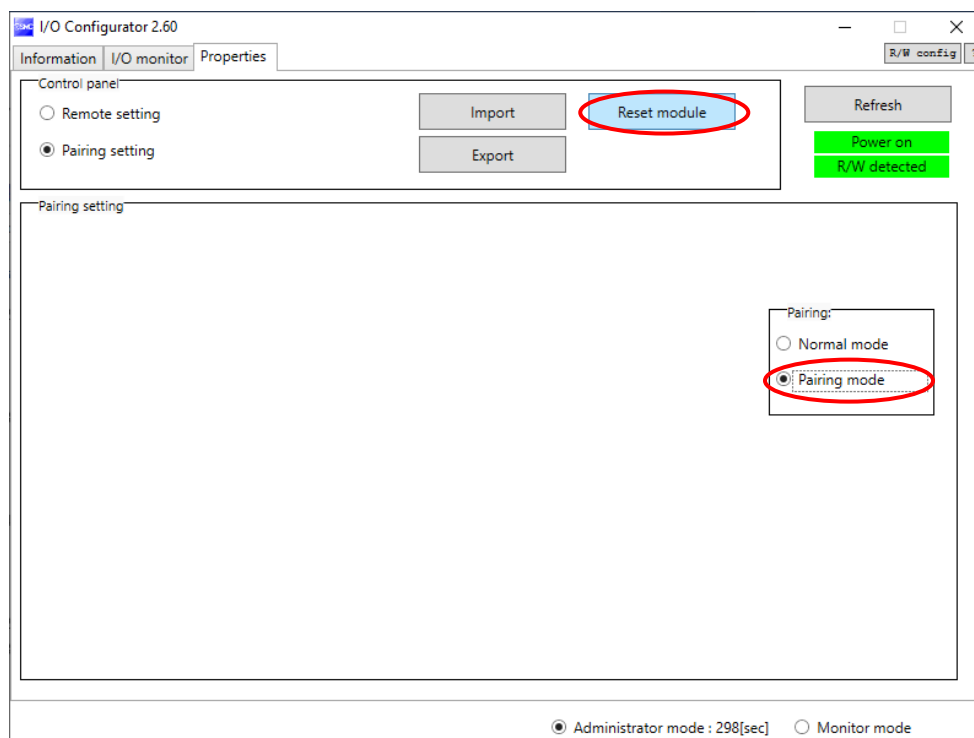 SMC I/O Configurator 2.60
Information I/O monitor Properties
R/W config
Control panel
Remote setting Import Reset module Refresh
Pairing setting Export Power on
R/W detected
Pairing setting
Pairing:
Normal mode
Pairing mode
Administrator mode : 298[sec] Monitor mode